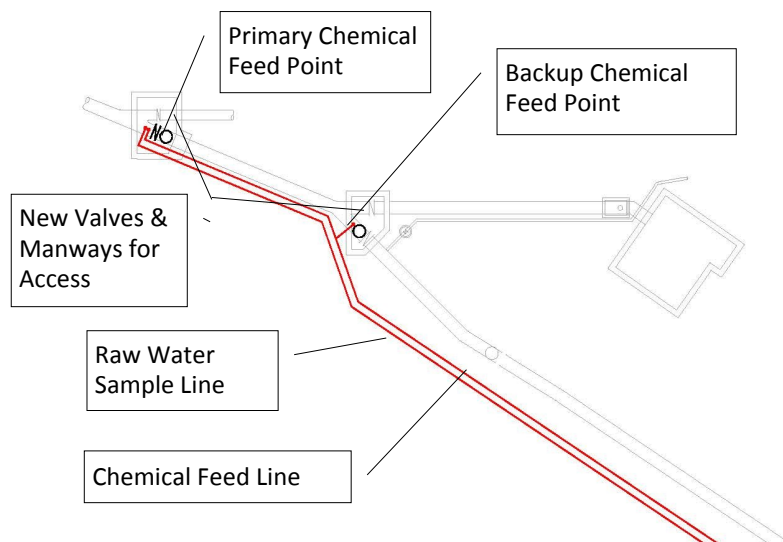 Primary Chemical
Feed Point
Backup Chemical
Feed Point
New Valves &
Manways for
Access
Raw Water
Sample Line
Chemical Feed Line